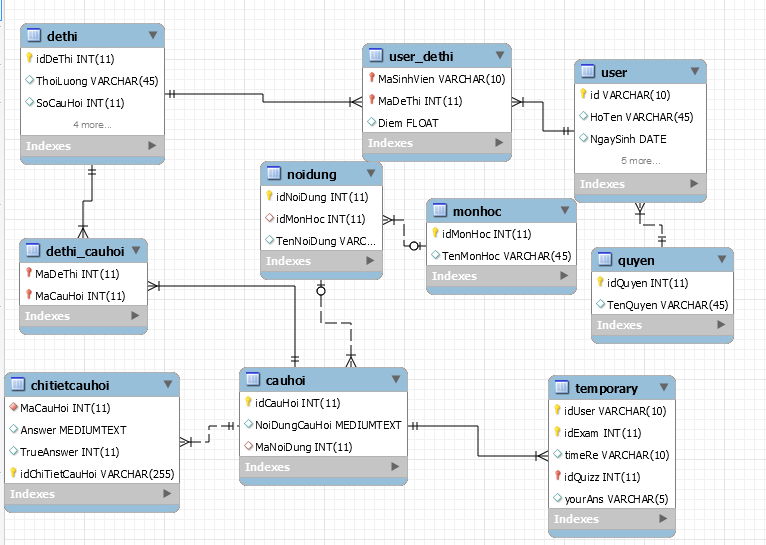 dethi
idDeThi INT(11)
ThoiLuong VARCHAR(45)
SoCauHoi INT(11)
4 more...
Indexes
user_dethi
MaSinhVien VARCHAR(10)
MaDeThi INT(11)
Diem FLOAT
Indexes
user
id VARCHAR(10)
HoTen VARCHAR(45)
NgaySinh DATE
5 more...
Indexes
noidung
idNoiDung INT(11)
idMonHoc INT(11)
TenNoiDung VARC...
Indexes
monhoc
idMonHoc INT(11)
TenMonHoc VARCHAR(45)
Indexes
dethi_cauhoi
MaDeThi INT(11)
MaCauHoi INT(11)
Indexes
quyen
idQuyen INT(11)
TenQuyen VARCHAR(45)
Indexes
chitietcauhoi
MaCauHoi INT(11)
Answer MEDIUMTEXT
TrueAnswer INT(11)
idChiTietCauHoi VARCHAR(255)
Indexes
cauhoi
idCauHoi INT(11)
NoiDungCauHoi MEDIUMTEXT
MaNoiDung INT(11)
Indexes
temporary
idUser VARCHAR(10)
idExam INT(11)
timeRe VARCHAR(10)
idQuizz INT(11)
yourAns VARCHAR(5)
Indexes